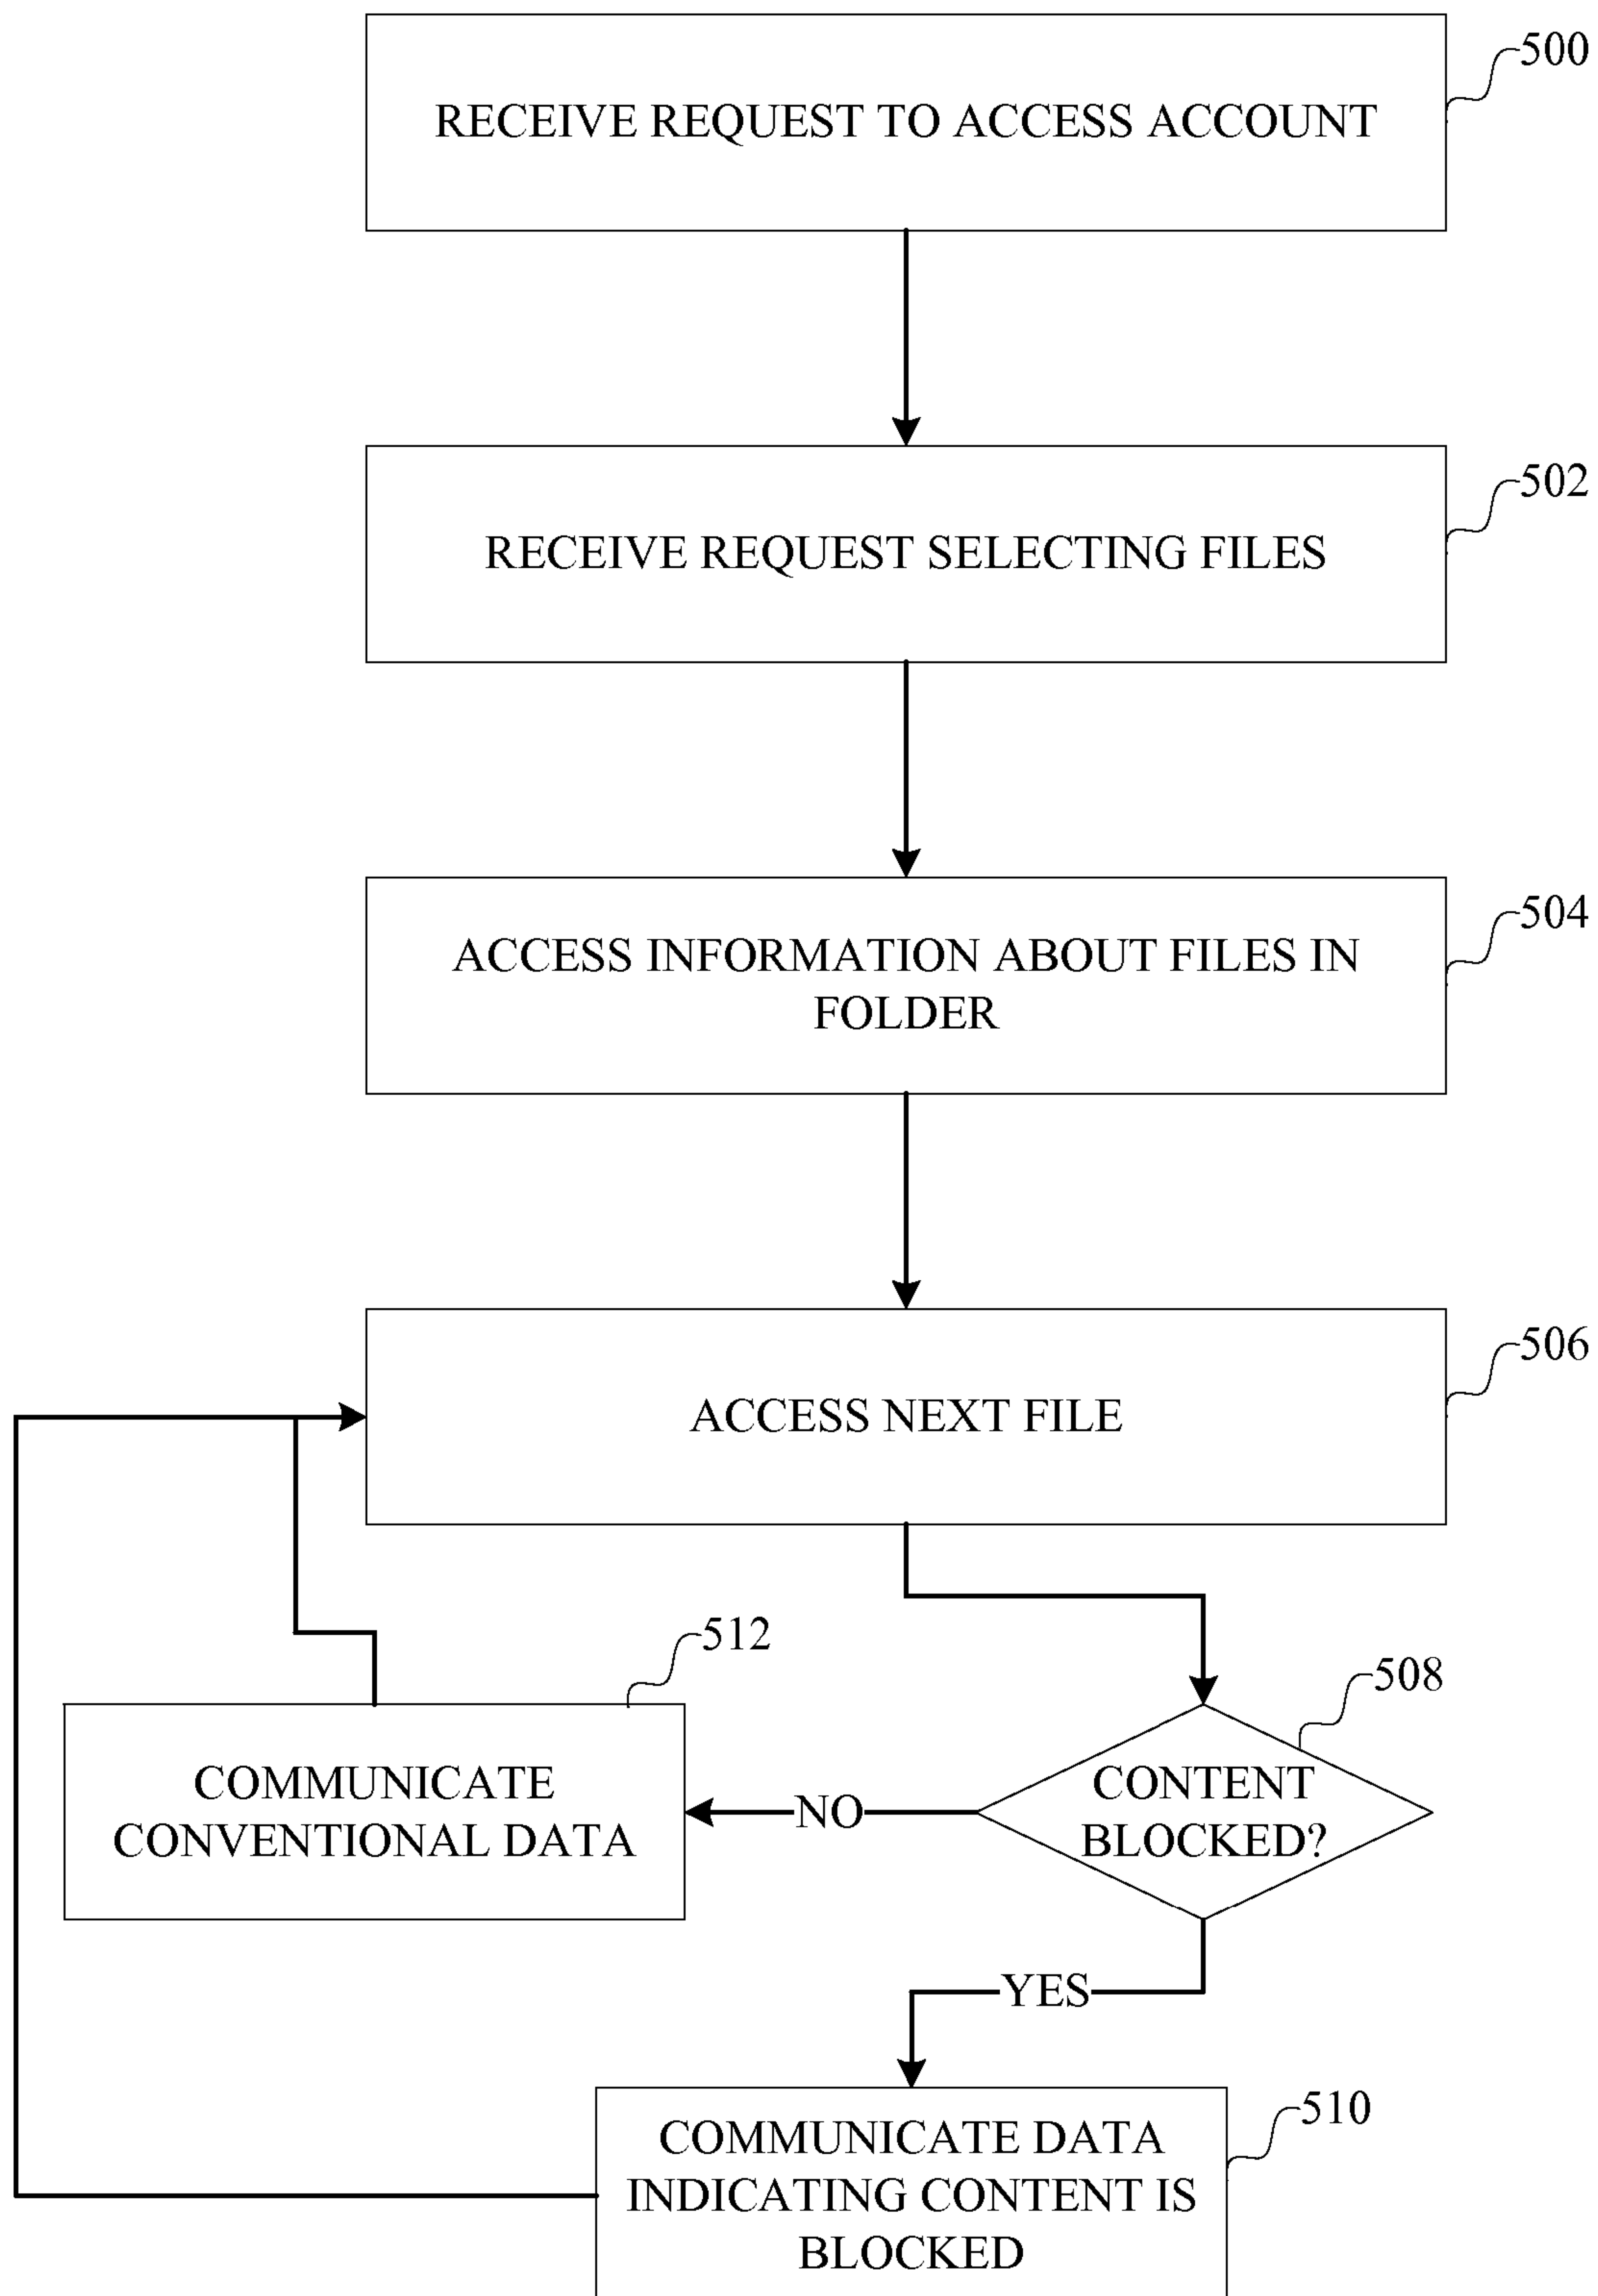 500
RECEIVE REQUEST TO ACCESS ACCOUNT
502
RECEIVE REQUEST SELECTING FILES
504
ACCESS INFORMATION ABOUT FILES IN
FOLDER
506
ACCESS NEXT FILE
512
508
COMMUNICATE
CONVENTIONAL DATA
NO
CONTENT
BLOCKED?
YES
510
COMMUNICATE DATA
INDICATING CONTENT IS
BLOCKED